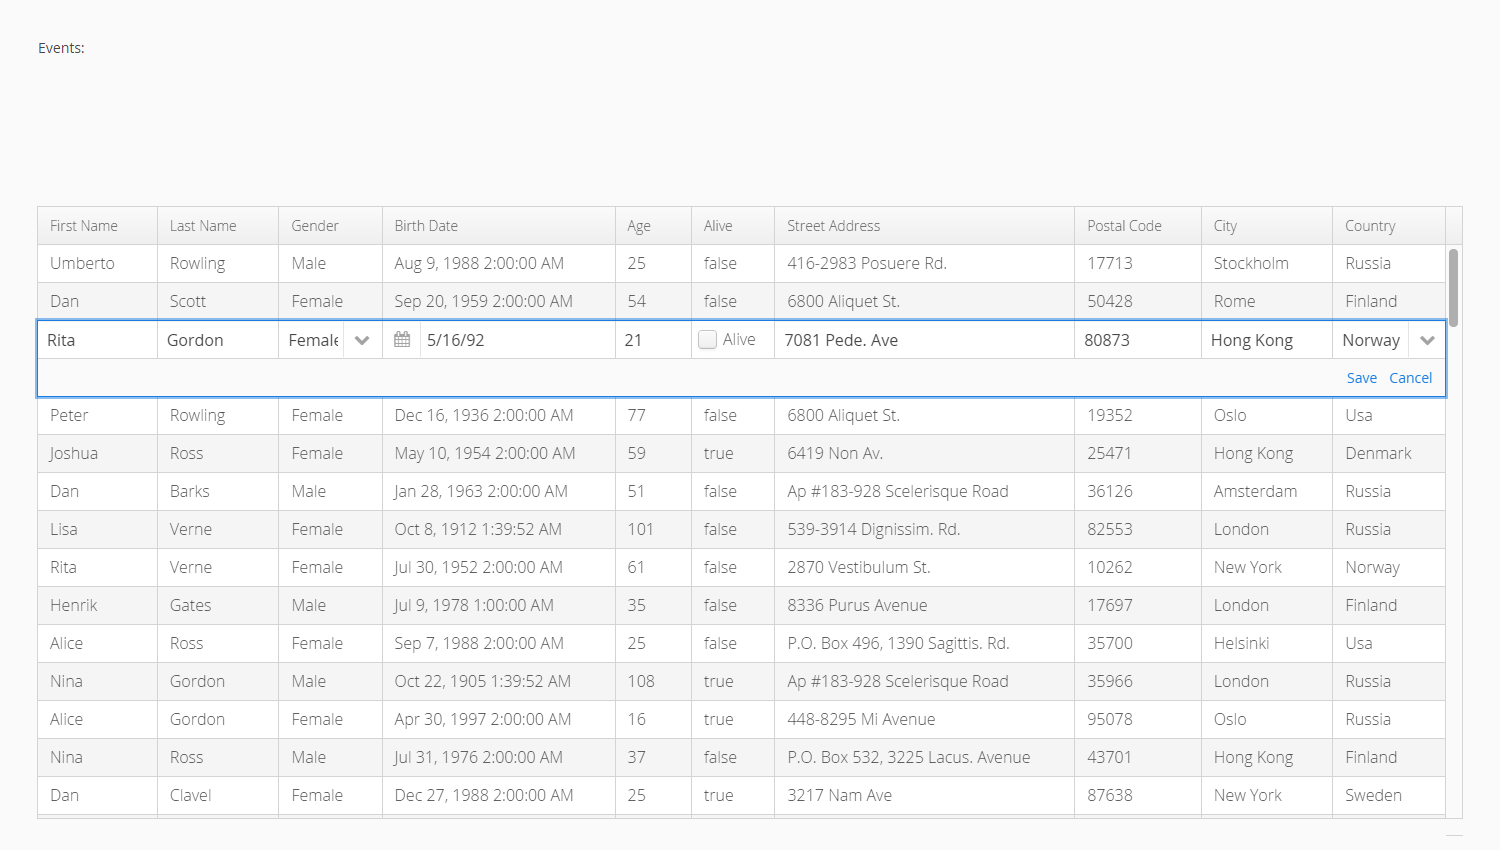 Events:
First Name Last Name Gender Birth Date Age Alive Street Address Postal Code City Country
Umberto Rowling Male Aug 9, 1988 2:00:00 AM 25 false 416-2983 Posuere Rd. 17713 Stockholm Russia
Dan Scott Female Sep 20, 1959 2:00:00 AM 54 false 6800 Aliquet St. 50428 Rome Finland
Rita Gordon Female 5/16/92 21 Alive 7081 Pede. Ave 80873 Hong Kong Norway
Save Cancel
Peter Rowling Female Dec 16, 1936 2:00:00 AM 77 false 6800 Aliquet St. 19352 Oslo Usa
Joshua Ross Female May 10, 1954 2:00:00 AM 59 true 6419 Non Av. 25471 Hong Kong Denmark
Dan Barks Male Jan 28, 1963 2:00:00 AM 51 false Ap #183-928 Scelerisque Road 36126 Amsterdam Russia
Lisa Verne Female Oct 8, 1912 1:39:52 AM 101 false 539-3914 Dignissim. Rd. 82553 London Russia
Rita Verne Female Jul 30, 1952 2:00:00 AM 61 false 2870 Vestibulum St. 10262 New York Norway
Henrik Gates Male Jul 9, 1978 1:00:00 AM 35 false 8336 Purus Avenue 17697 London Finland
Alice Ross Female Sep 7, 1988 2:00:00 AM 25 false P.O. Box 496, 1390 Sagittis. Rd. 35700 Helsinki Usa
Nina Gordon Male Oct 22, 1905 1:39:52 AM 108 true Ap #183-928 Scelerisque Road 35966 London Russia
Alice Gordon Female Apr 30, 1997 2:00:00 AM 16 true 448-8295 Mi Avenue 95078 Oslo Russia
Nina Ross Male Jul 31, 1976 2:00:00 AM 37 false P.O. Box 532, 3225 Lacus. Avenue 43701 Hong Kong Finland
Dan Clavel Female Dec 27, 1988 2:00:00 AM 25 true 3217 Nam Ave 87638 New York Sweden